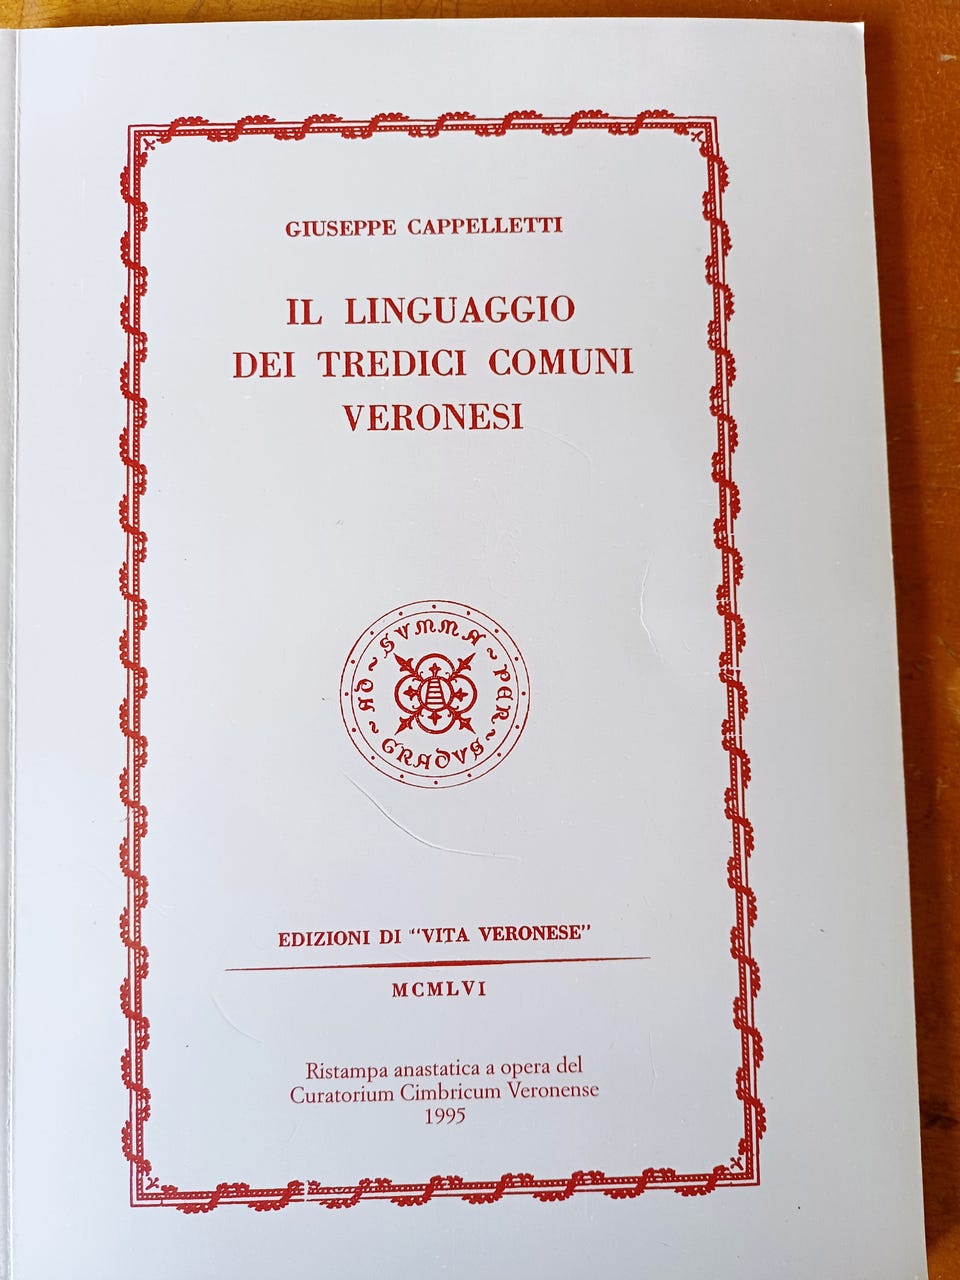 GIUSEPPE CAPPELLETTI
IL LINGUAGGIO
DEI TREDICI COMUNI
VERONESI
AD ~ SVMMA ~ PER ~ GRADVS ~
EDIZIONI DI "VITA VERONESE"
MCMLVI
Ristampa anastatica a opera del
Curatorium Cimbricum Veronense
1995